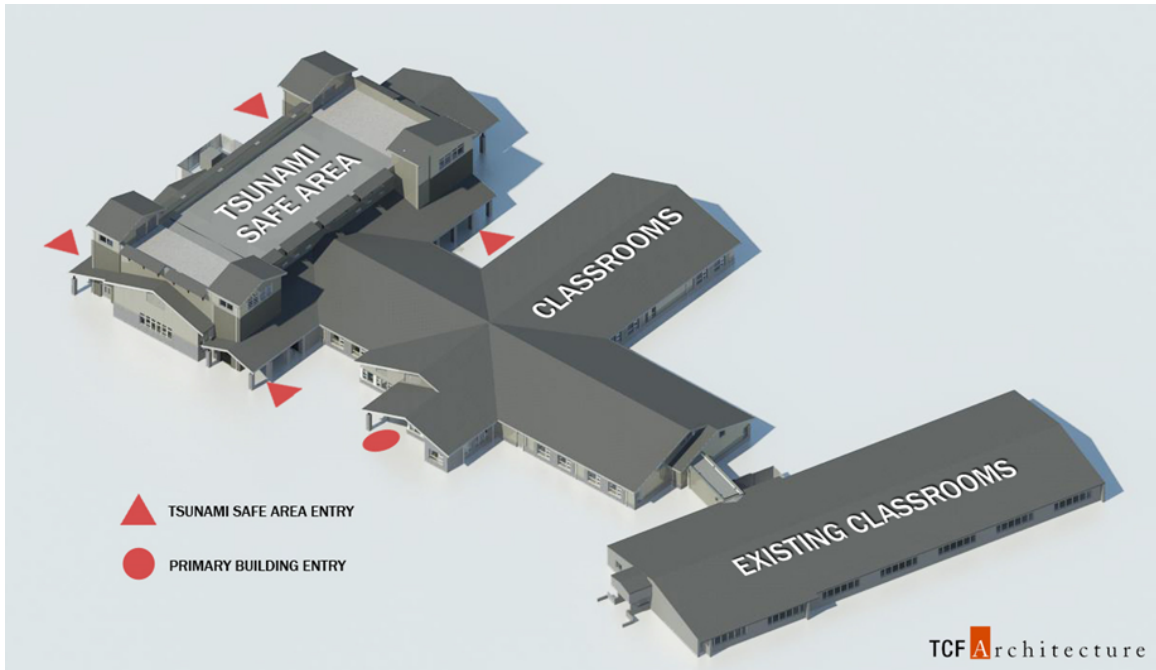 TSUNAMI
SAFE AREA
CLASSROOMS
EXISTING CLASSROOMS
TSUNAMI SAFE AREA ENTRY
PRIMARY BUILDING ENTRY
TCF Architecture